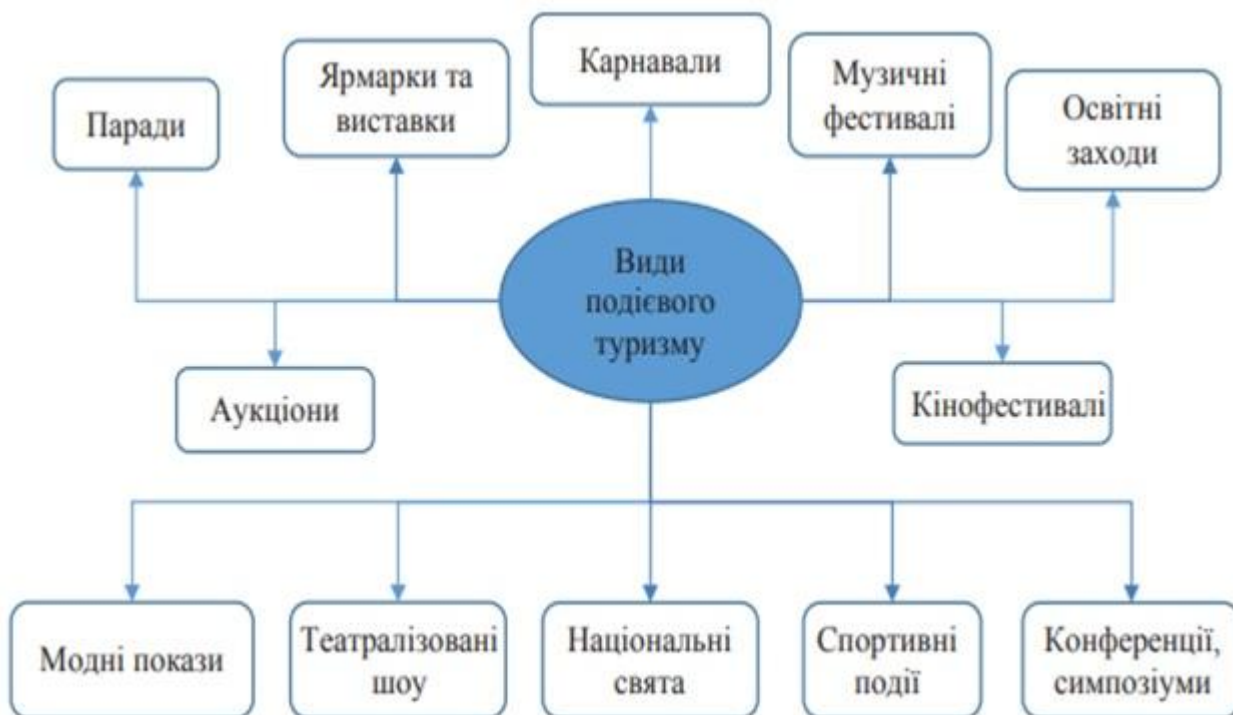 Паради
Ярмарки та
виставки
Карнавали
Музичні
фестивалі
Освітні
заходи
Види
подієвого
туризму
Аукціони
Кінофестивалі
Модні покази
Театралізовані
шоу
Національні
свята
Спортивні
події
Конференції,
симпозіуми